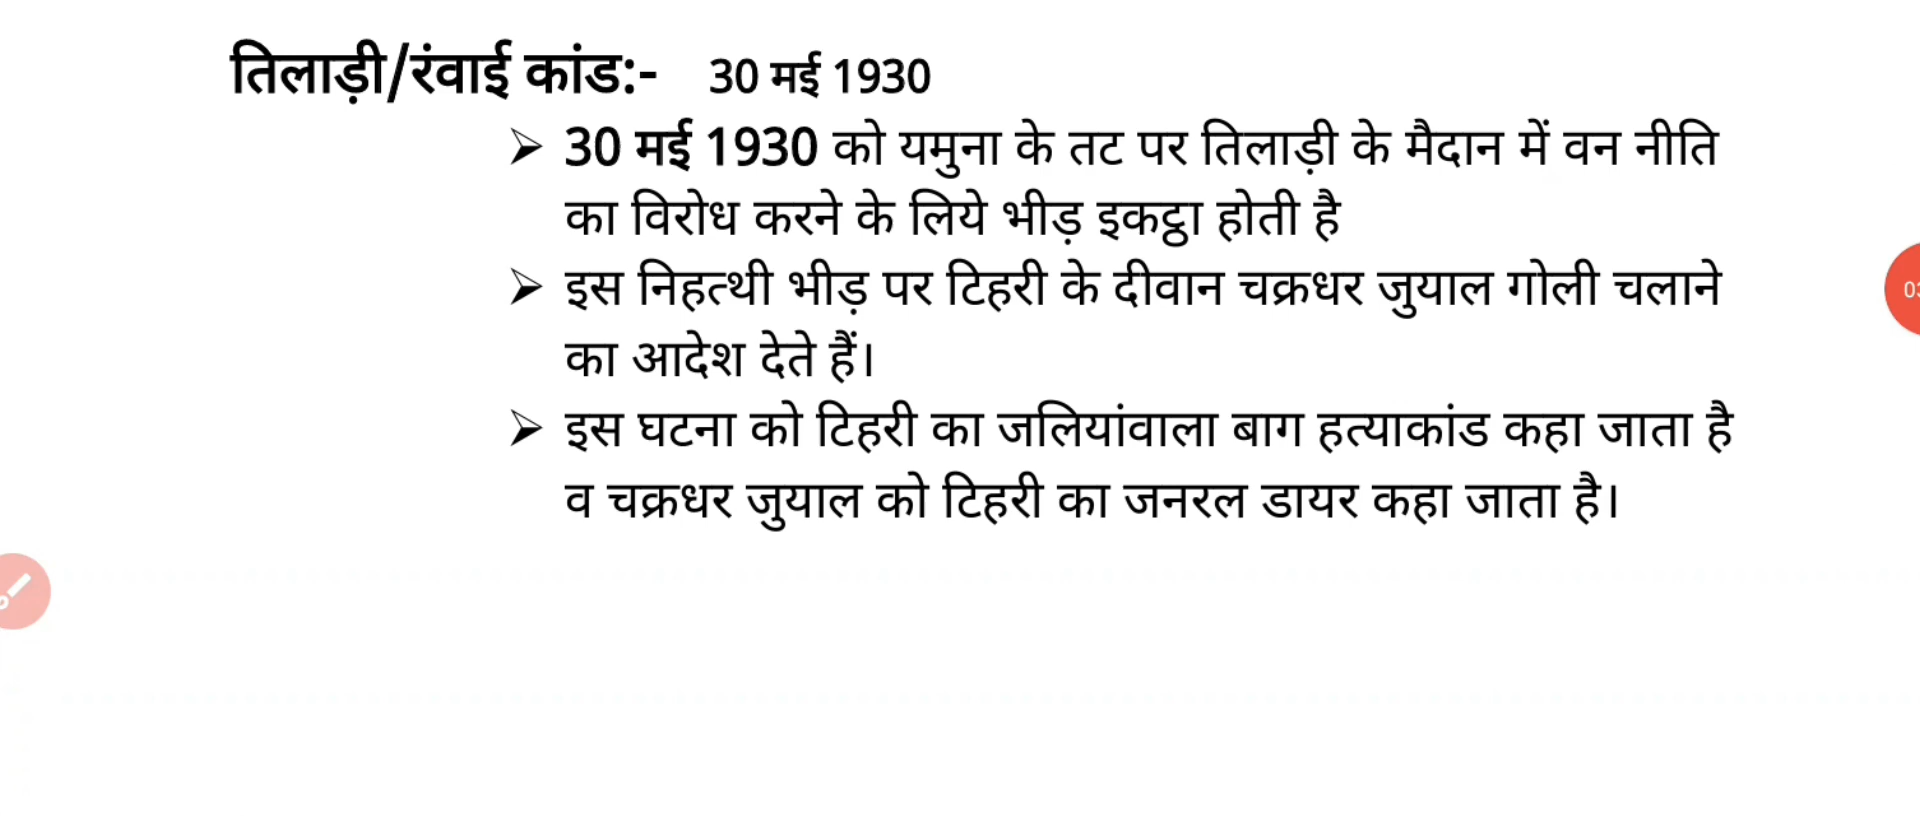 तिलाड़ी/रंवाई कांड:- 30 मई 1930
➢ 30 मई 1930 को यमुना के तट पर तिलाड़ी के मैदान में वन नीति
का विरोध करने के लिये भीड़ इकट्ठा होती है
➢ इस निहत्थी भीड़ पर टिहरी के दीवान चक्रधर जुयाल गोली चलाने
का आदेश देते हैं।
➢ इस घटना को टिहरी का जलियांवाला बाग हत्याकांड कहा जाता है
व चक्रधर जुयाल को टिहरी का जनरल डायर कहा जाता है।